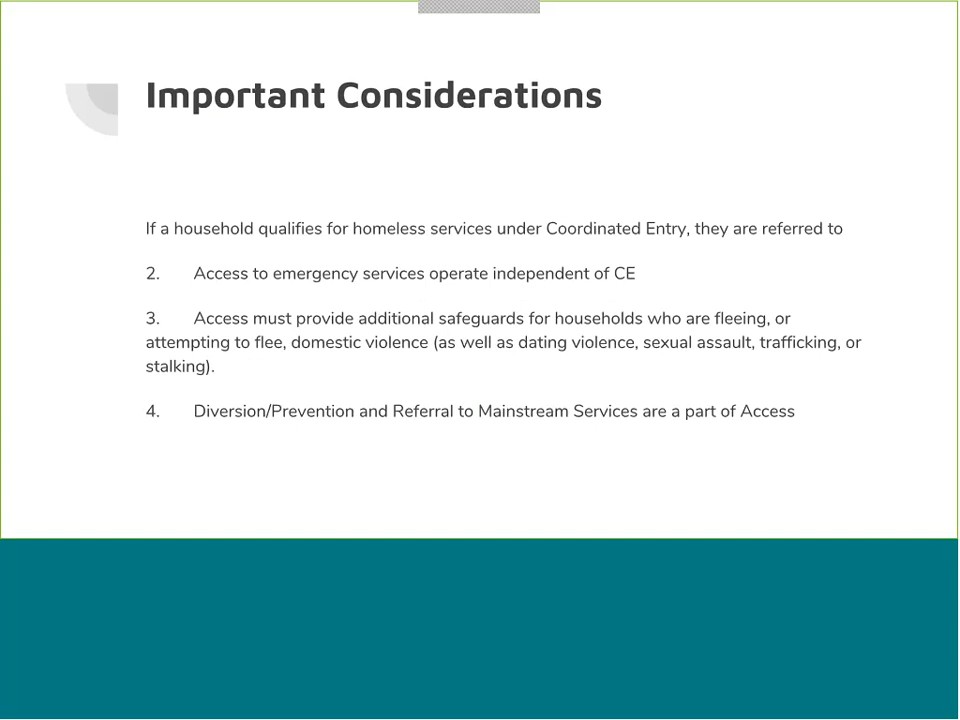 Important Considerations
If a household qualifies for homeless services under Coordinated Entry, they are referred to
2. Access to emergency services operate independent of CE
3. Access must provide additional safeguards for households who are fleeing, or
attempting to flee, domestic violence (as well as dating violence, sexual assault, trafficking, or
stalking).
4. Diversion/Prevention and Referral to Mainstream Services are a part of Access